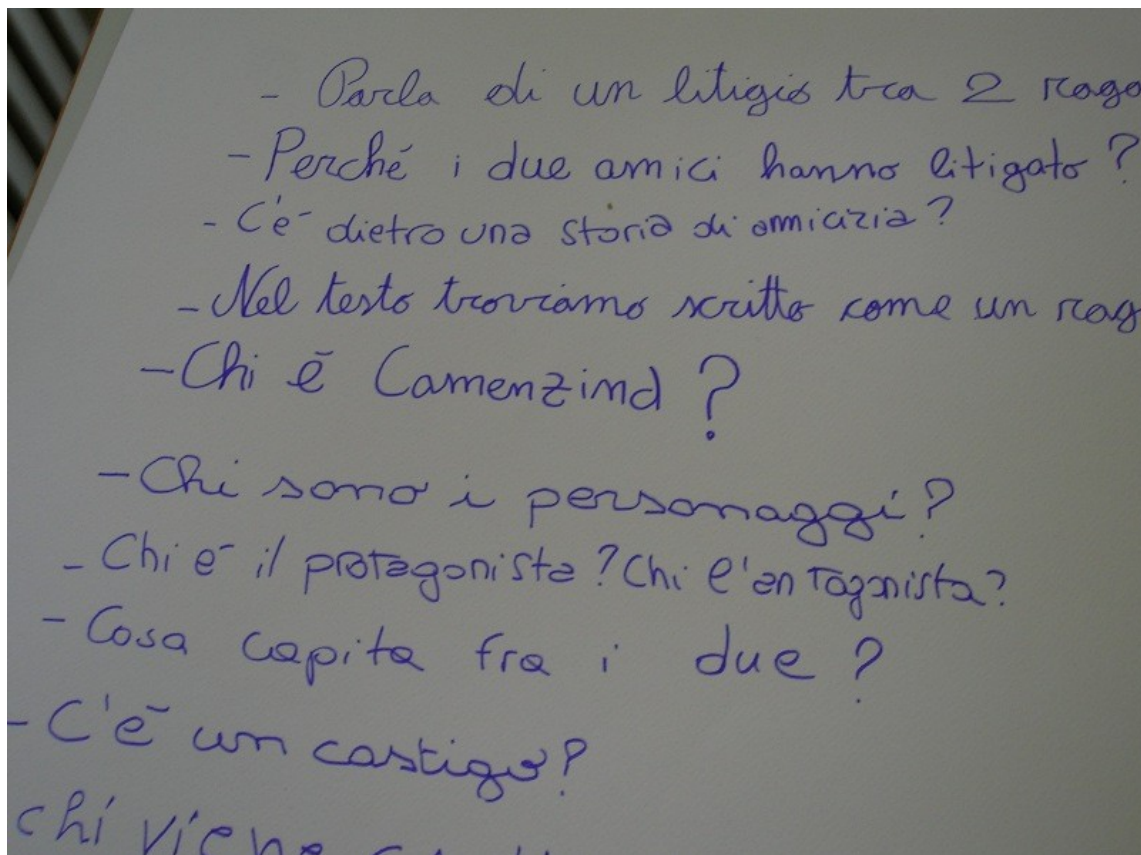 - Parla di un litigio tra 2 raga
- Perché i due amici hanno litigato?
- C'è dietro una storia di amicizia?
- Nel testo troviamo scritto come un rag
- Chi è Camenzind?
- Chi sono i personaggi?
- Chi è il protagonista? Chi l'antagonista?
- Cosa capita fra i due?
- C'è un castigo?
chi viene